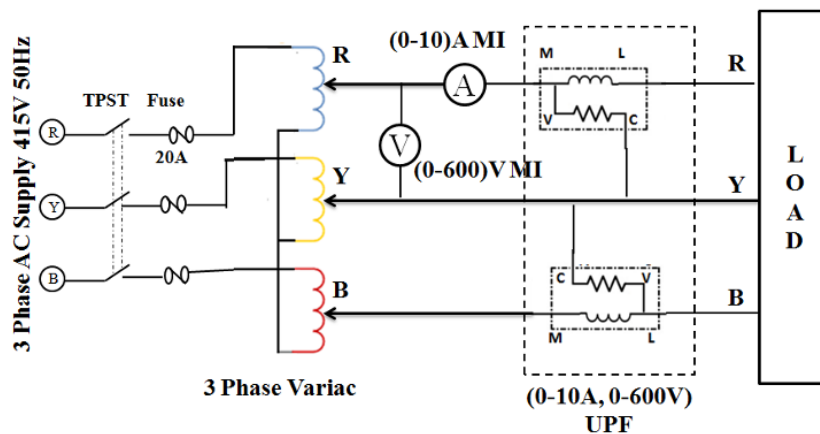 3 Phase AC Supply 415V 50Hz
TPST
Fuse
20A
R
Y
B
R
Y
B
3 Phase Variac
(0-10)A MI
A
V
(0-600)V MI
M
L
V
C
C
V
M
L
(0-10A, 0-600V)
UPF
R
Y
B
LOAD